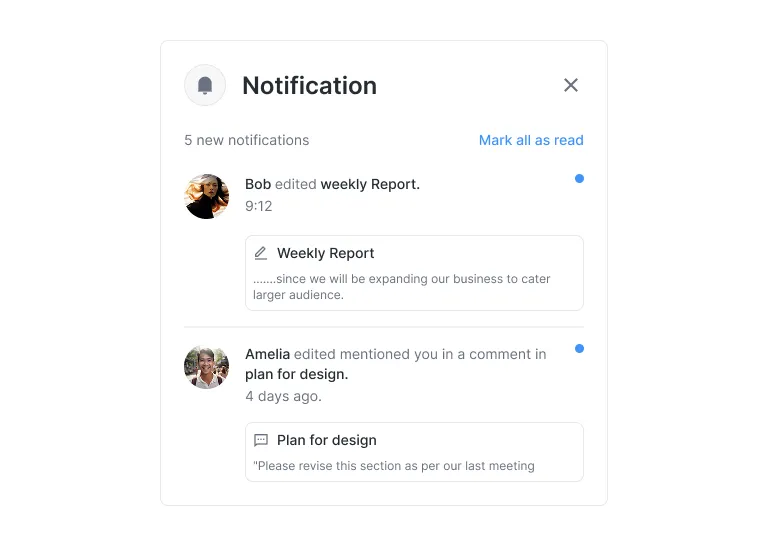 Notification
5 new notifications
Mark all as read
Bob edited weekly Report.
9:12
Weekly Report
.......since we will be expanding our business to cater
larger audience.
Amelia edited mentioned you in a comment in
plan for design.
4 days ago.
Plan for design
"Please revise this section as per our last meeting